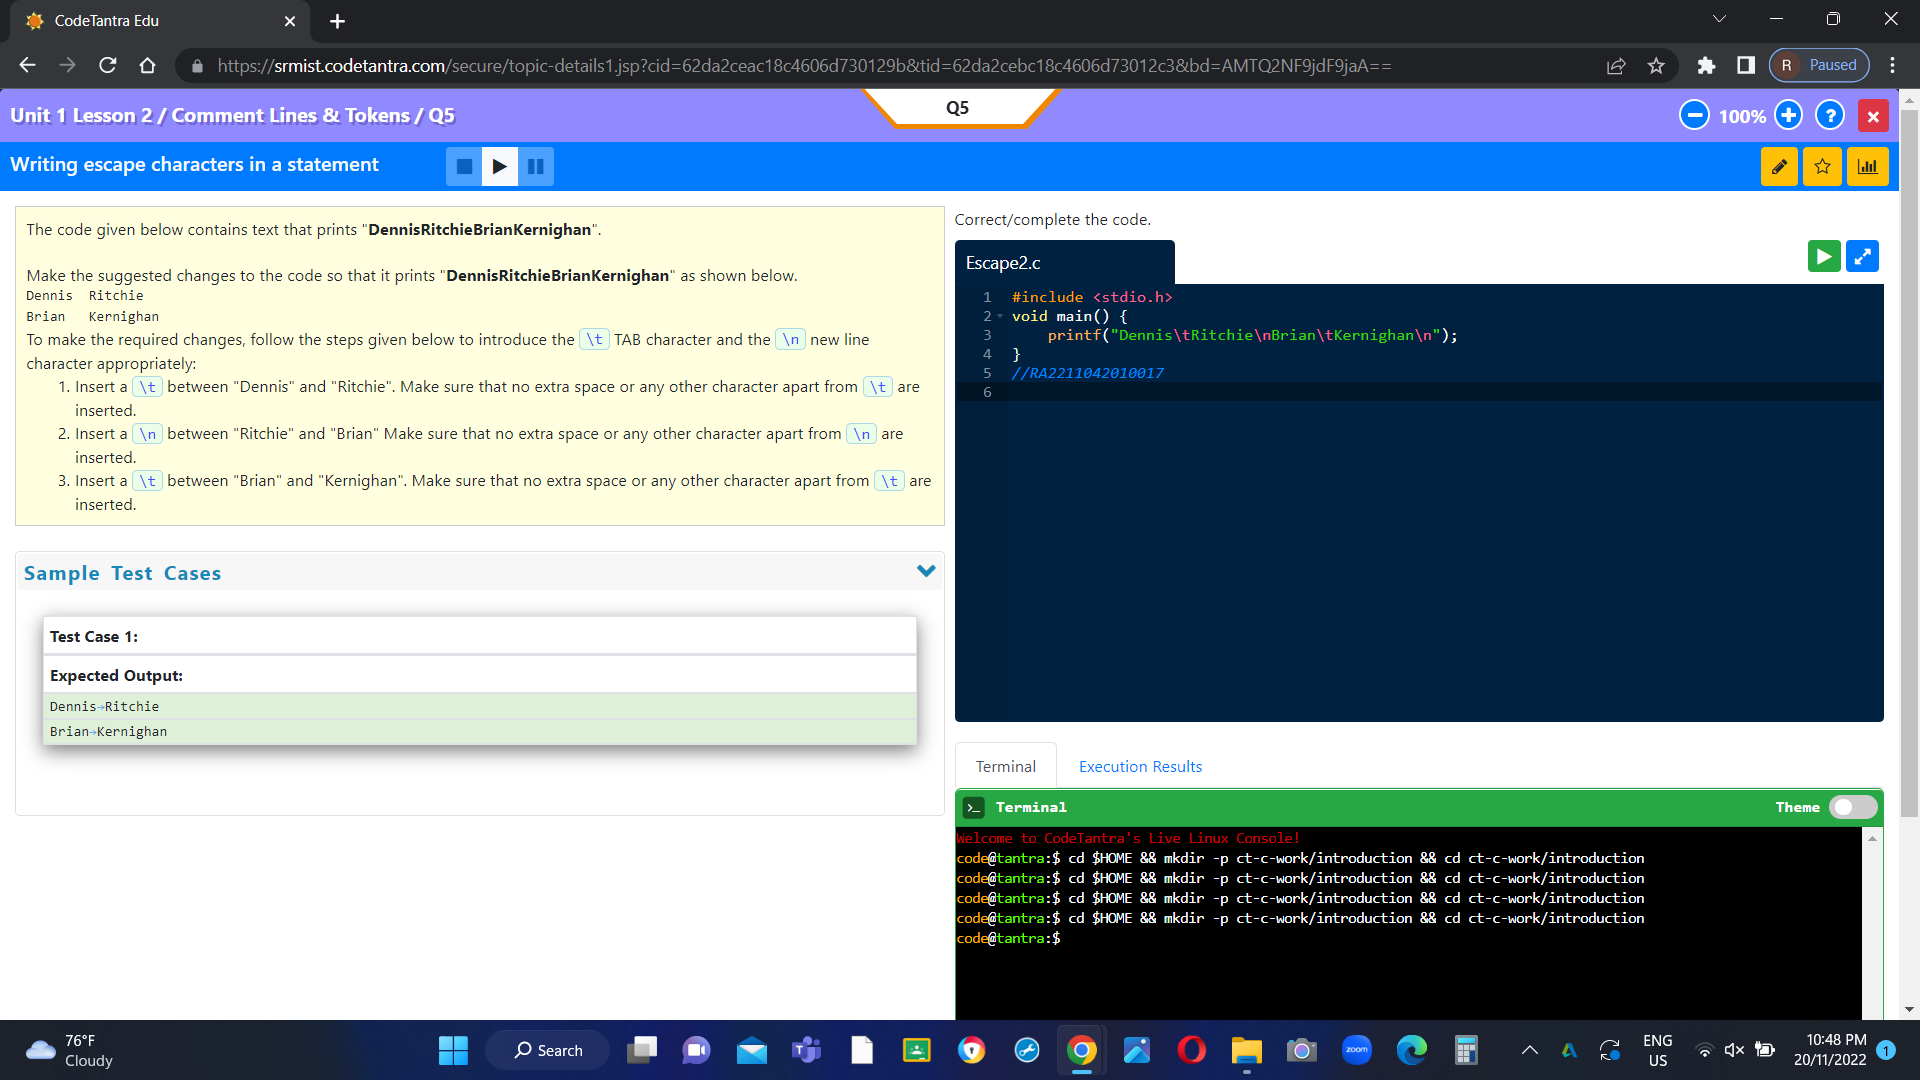 CodeTantra Edu
https://srmist.codetantra.com/secure/topic-details1.jsp?cid=62da2ceac18c4606d730129b&tid=62da2cebc18c4606d73012c3&bd=AMTQ2NF9jdF9jaA==
R Paused
Unit 1 Lesson 2 / Comment Lines & Tokens / Q5
Q5
100%
?
Writing escape characters in a statement
The code given below contains text that prints "DennisRitchieBrianKernighan".
Make the suggested changes to the code so that it prints "DennisRitchieBrianKernighan" as shown below.
Dennis Ritchie
Brian Kernighan
To make the required changes, follow the steps given below to introduce the \t TAB character and the \n new line
character appropriately:
1. Insert a \t between "Dennis" and "Ritchie". Make sure that no extra space or any other character apart from \t are
inserted.
2. Insert a \n between "Ritchie" and "Brian" Make sure that no extra space or any other character apart from \n are
inserted.
3. Insert a \t between "Brian" and "Kernighan". Make sure that no extra space or any other character apart from \t are
inserted.
Sample Test Cases
Test Case 1:
Expected Output:
Dennis→Ritchie
Brian→Kernighan
Correct/complete the code.
Escape2.c
1 #include <stdio.h>
2 void main() {
3 printf("Dennis\tRitchie\nBrian\tKernighan\n");
4 }
5 //RA2211042010017
6
Terminal Execution Results
Terminal
Theme
Welcome to CodeTantra's Live Linux Console!
code@tantra:$ cd $HOME && mkdir -p ct-c-work/introduction && cd ct-c-work/introduction
code@tantra:$ cd $HOME && mkdir -p ct-c-work/introduction && cd ct-c-work/introduction
code@tantra:$ cd $HOME && mkdir -p ct-c-work/introduction && cd ct-c-work/introduction
code@tantra:$ cd $HOME && mkdir -p ct-c-work/introduction && cd ct-c-work/introduction
code@tantra:$
76°F
Cloudy
Search
zoom
ENG
US
10:48 PM
20/11/2022
1